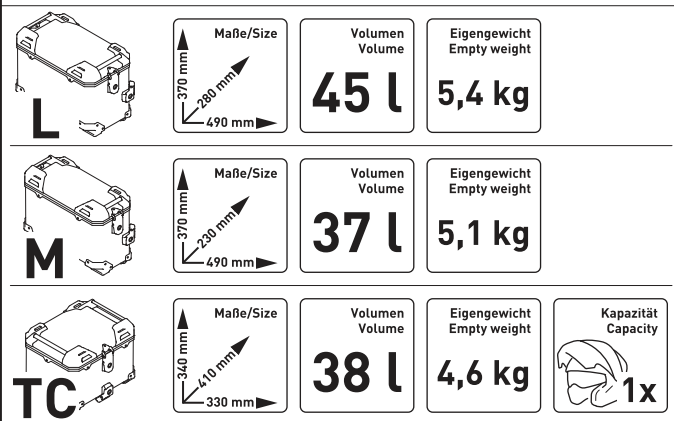 L
Maße/Size
370 mm
280 mm
490 mm
Volumen
Volume
45 l
Eigengewicht
Empty weight
5,4 kg
M
Maße/Size
370 mm
230 mm
490 mm
Volumen
Volume
37 l
Eigengewicht
Empty weight
5,1 kg
TC
Maße/Size
340 mm
410 mm
330 mm
Volumen
Volume
38 l
Eigengewicht
Empty weight
4,6 kg
Kapazität
Capacity
1x